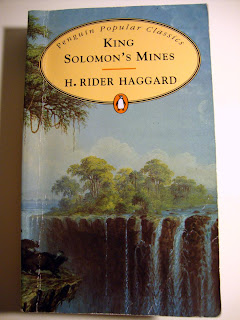 Penguin Popular Classics
KING
SOLOMON'S MINES
H. RIDER HAGGARD